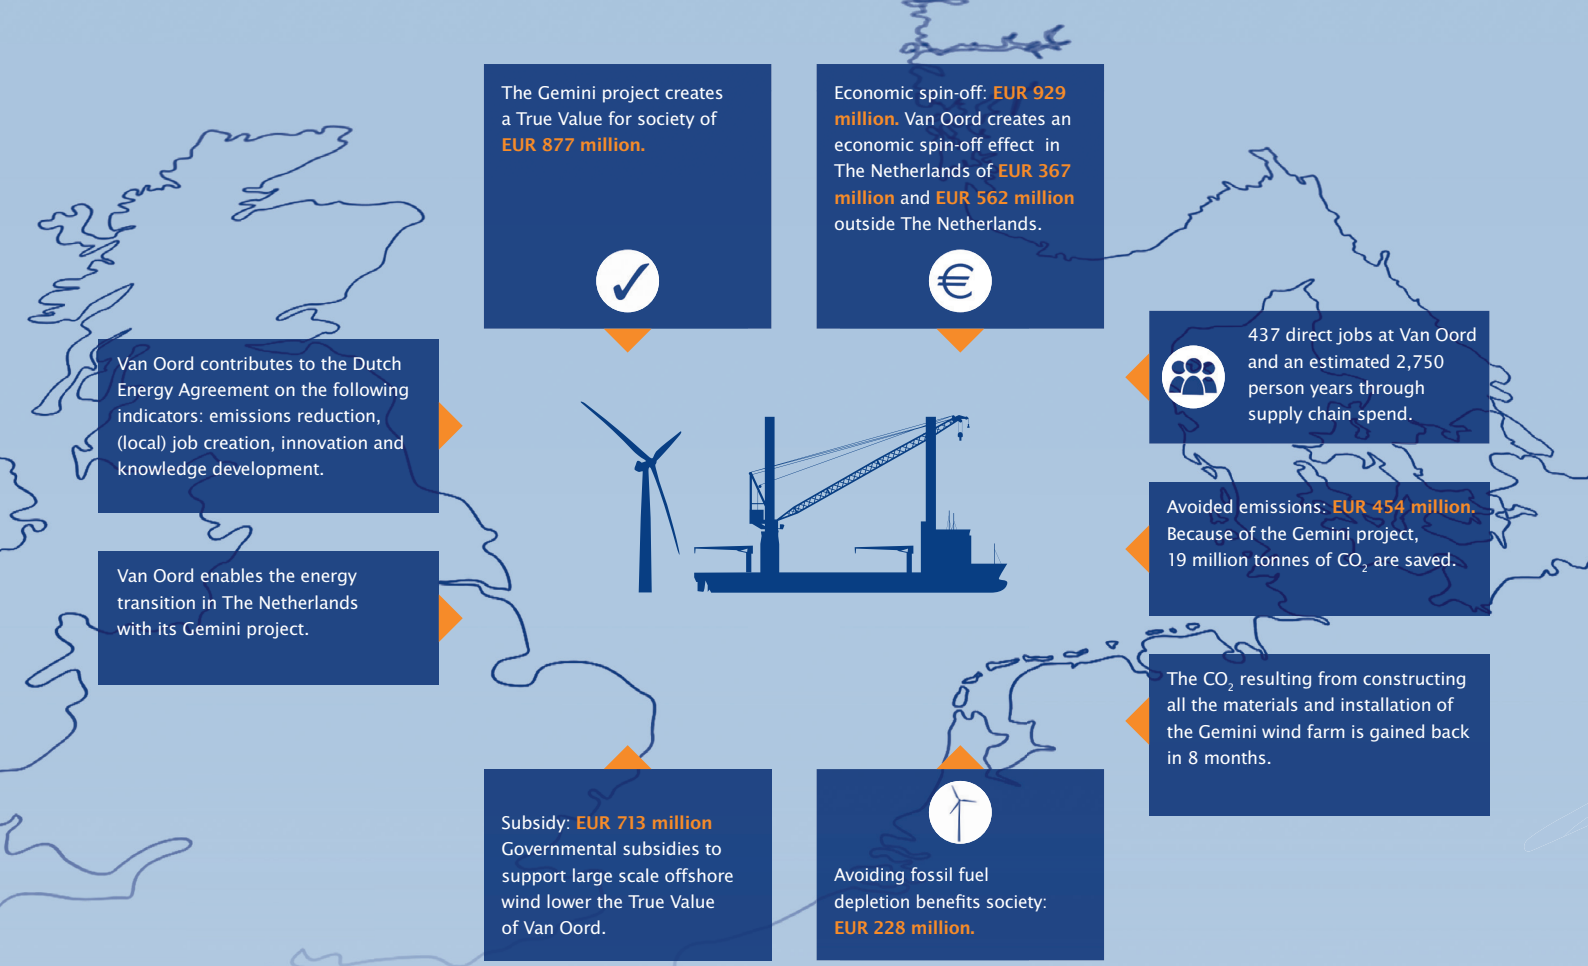 The Gemini project creates
a True Value for society of
EUR 877 million.
Economic spin-off: EUR 929
million. Van Oord creates an
economic spin-off effect in
The Netherlands of EUR 367
million and EUR 562 million
outside The Netherlands.
€
437 direct jobs at Van Oord
and an estimated 2,750
person years through
supply chain spend.
Van Oord contributes to the Dutch
Energy Agreement on the following
indicators: emissions reduction,
(local) job creation, innovation and
knowledge development.
Avoided emissions: EUR 454 million.
Because of the Gemini project,
19 million tonnes of CO₂ are saved.
Van Oord enables the energy
transition in The Netherlands
with its Gemini project.
The CO₂ resulting from constructing
all the materials and installation of
the Gemini wind farm is gained back
in 8 months.
Subsidy: EUR 713 million
Governmental subsidies to
support large scale offshore
wind lower the True Value
of Van Oord.
Avoiding fossil fuel
depletion benefits society:
EUR 228 million.